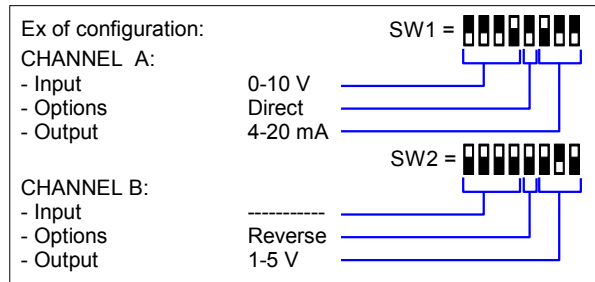 Ex of configuration: SW1 =
CHANNEL A:
- Input 0-10 V
- Options Direct
- Output 4-20 mA
SW2 =
CHANNEL B:
- Input -----------
- Options Reverse
- Output 1-5 V